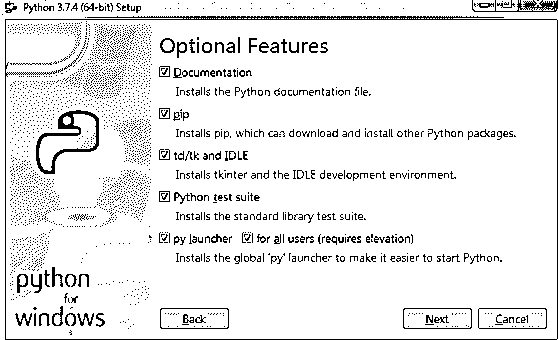 Python 3.7.4 (64-bit) Setup
Optional Features
Documentation
Installs the Python documentation file.
pip
Installs pip, which can download and install other Python packages.
td/tk and IDLE
Installs tkinter and the IDLE development environment.
Python test suite
Installs the standard library test suite.
py launcher for all users (requires elevation)
Installs the global 'py' launcher to make it easier to start Python.
python
for
windows
Back Next Cancel